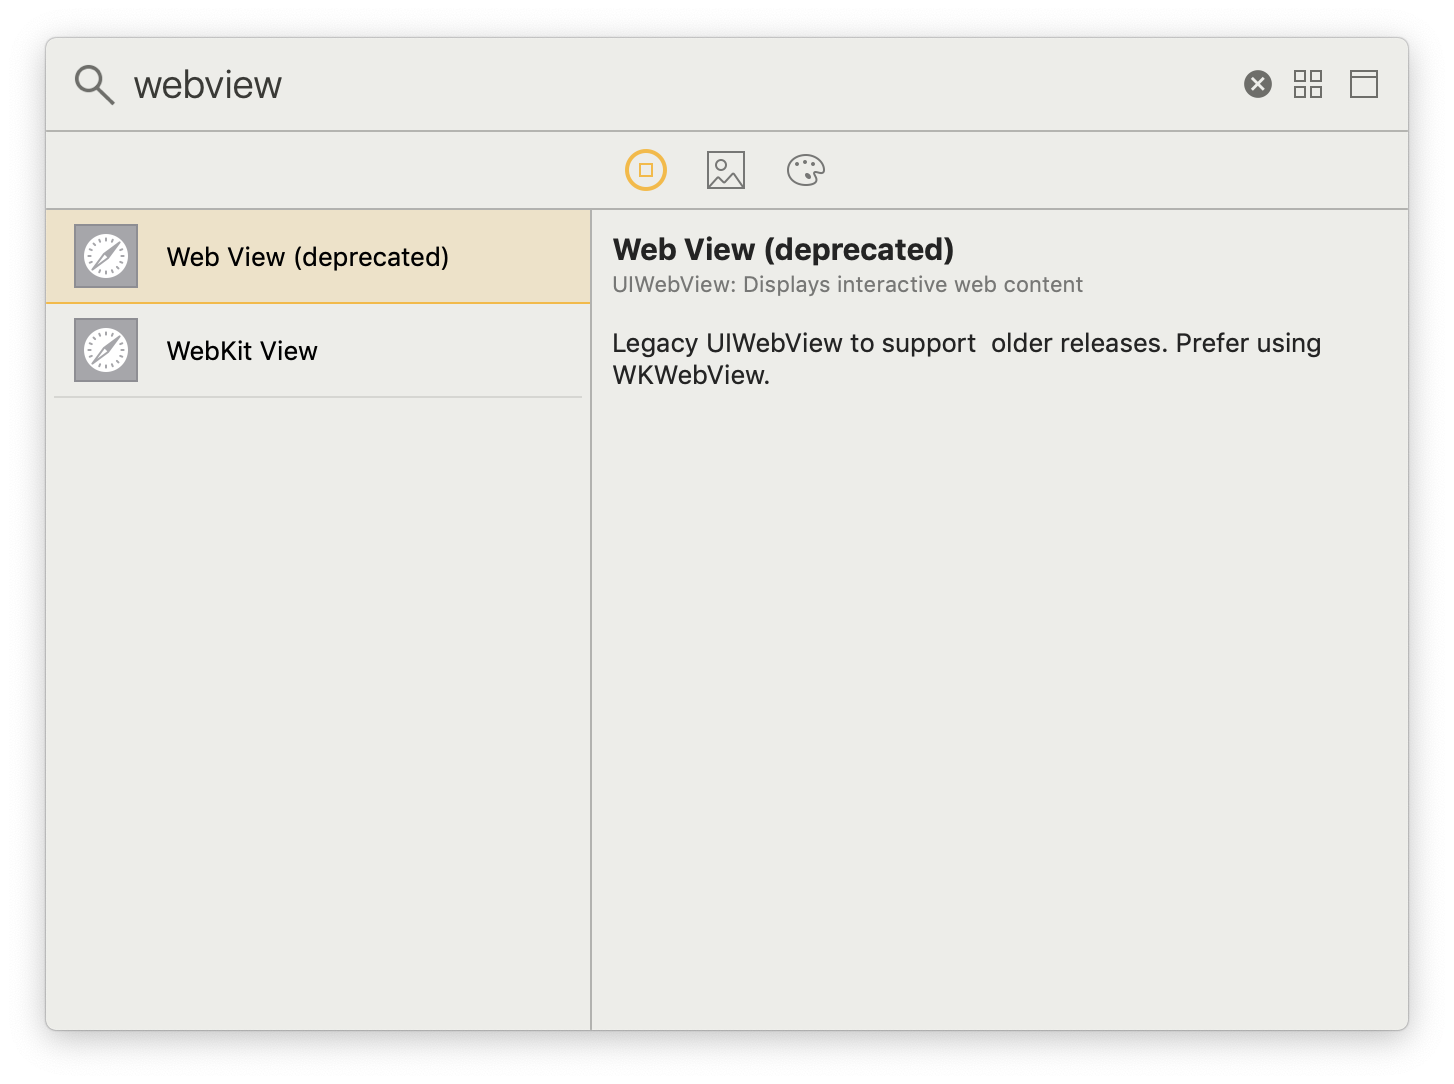 webview
Web View (deprecated)
WebKit View
Web View (deprecated)
UIWebView: Displays interactive web content
Legacy UIWebView to support  older releases. Prefer using
WKWebView.